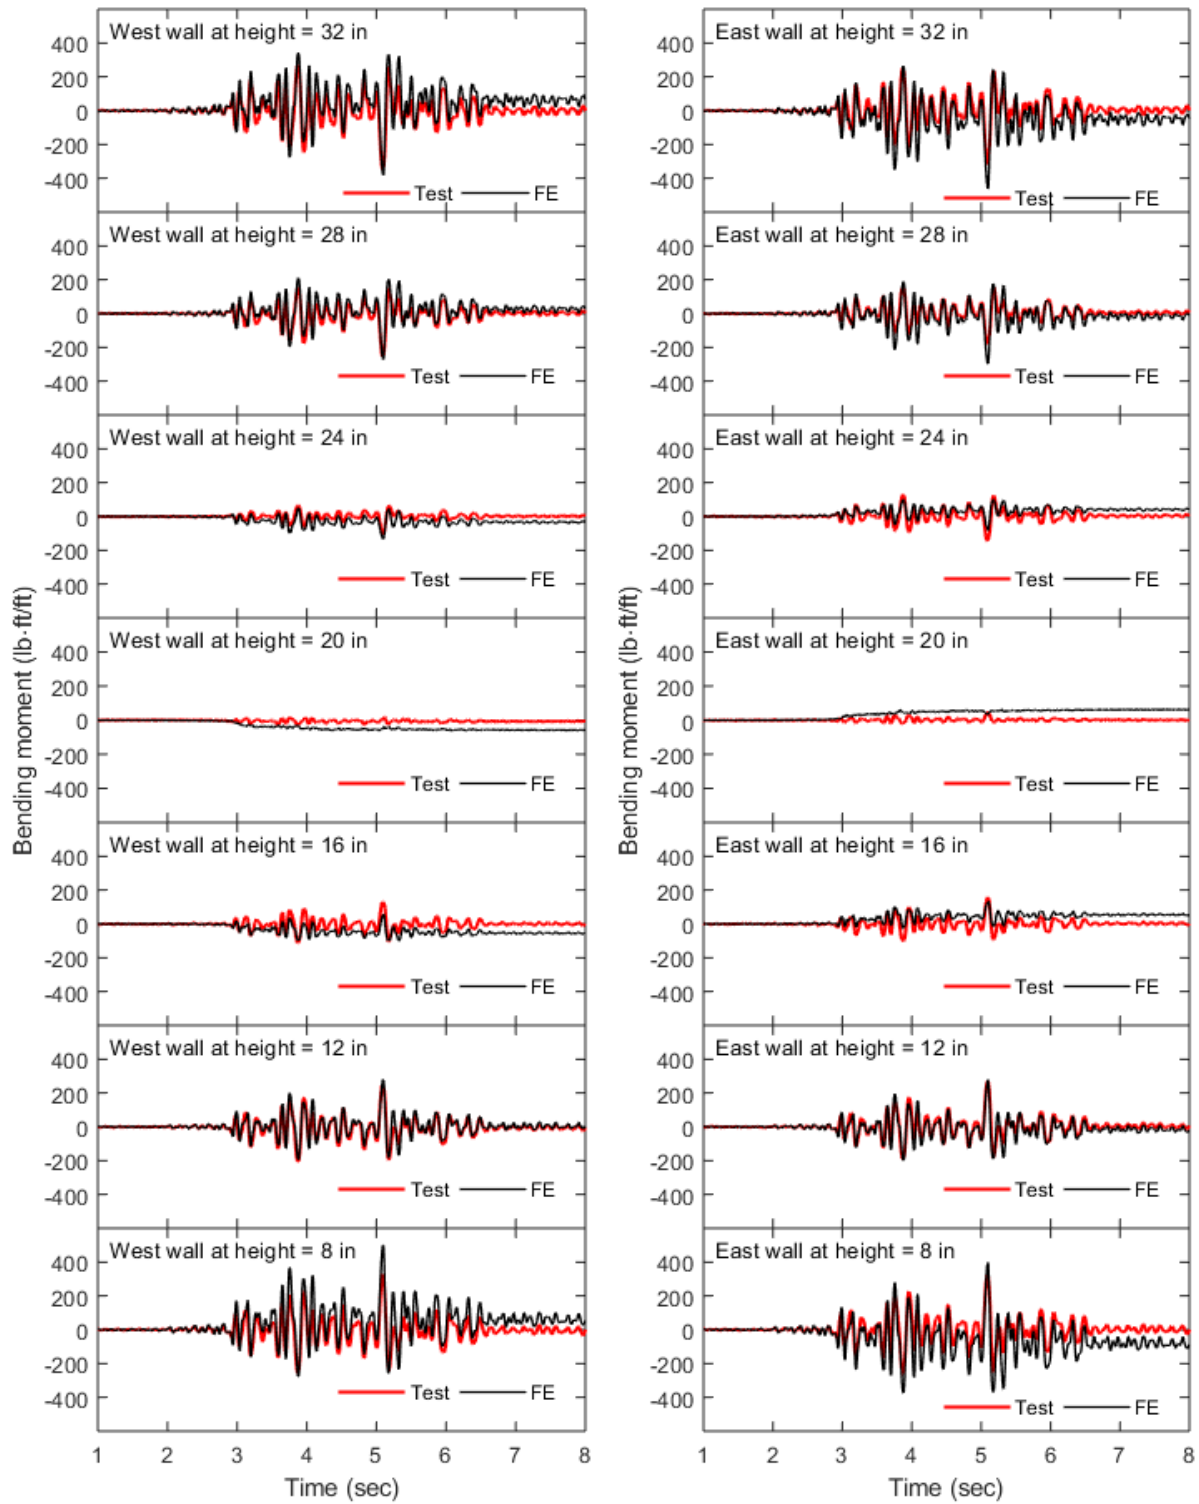 West wall at height = 32 in
400
200
0
-200
-400
Test FE
West wall at height = 28 in
400
200
0
-200
-400
Test FE
West wall at height = 24 in
400
200
0
-200
-400
Test FE
West wall at height = 20 in
400
200
0
-200
-400
Test FE
West wall at height = 16 in
400
200
0
-200
-400
Test FE
West wall at height = 12 in
400
200
0
-200
-400
Test FE
West wall at height = 8 in
400
200
0
-200
-400
Test FE
1 2 3 4 5 6 7 8
Time (sec)
Bending moment (lb·ft/ft)
East wall at height = 32 in
400
200
0
-200
-400
Test FE
East wall at height = 28 in
400
200
0
-200
-400
Test FE
East wall at height = 24 in
400
200
0
-200
-400
Test FE
East wall at height = 20 in
400
200
0
-200
-400
Test FE
East wall at height = 16 in
400
200
0
-200
-400
Test FE
East wall at height = 12 in
400
200
0
-200
-400
Test FE
East wall at height = 8 in
400
200
0
-200
-400
Test FE
1 2 3 4 5 6 7 8
Time (sec)
Bending moment (lb·ft/ft)